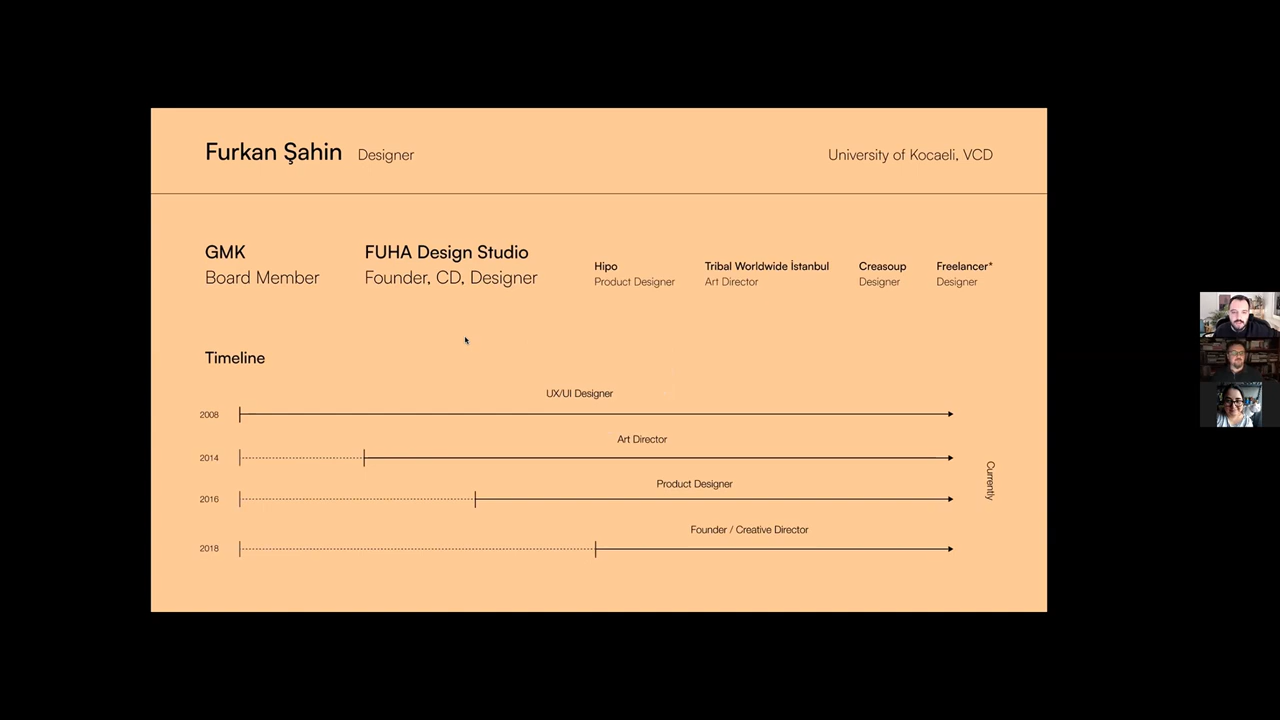 Furkan Şahin Designer University of Kocaeli, VCD
GMK
Board Member
FUHA Design Studio
Founder, CD, Designer
Hipo
Product Designer
Tribal Worldwide İstanbul
Art Director
Creasoup
Designer
Freelancer*
Designer
Timeline
UX/UI Designer
2008
Art Director
2014
Product Designer
2016
Founder / Creative Director
2018
Currently